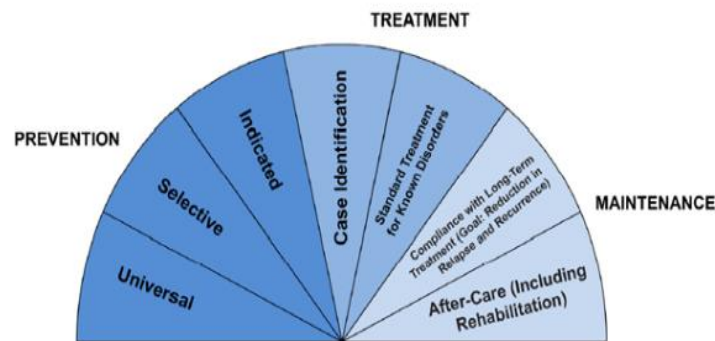 TREATMENT
PREVENTION
MAINTENANCE
Universal
Selective
Indicated
Case Identification
Standard Treatment
for Known Disorders
Compliance with Long-Term
Treatment (Goal: Reduction in
Relapse and Recurrence)
After-Care (Including
Rehabilitation)